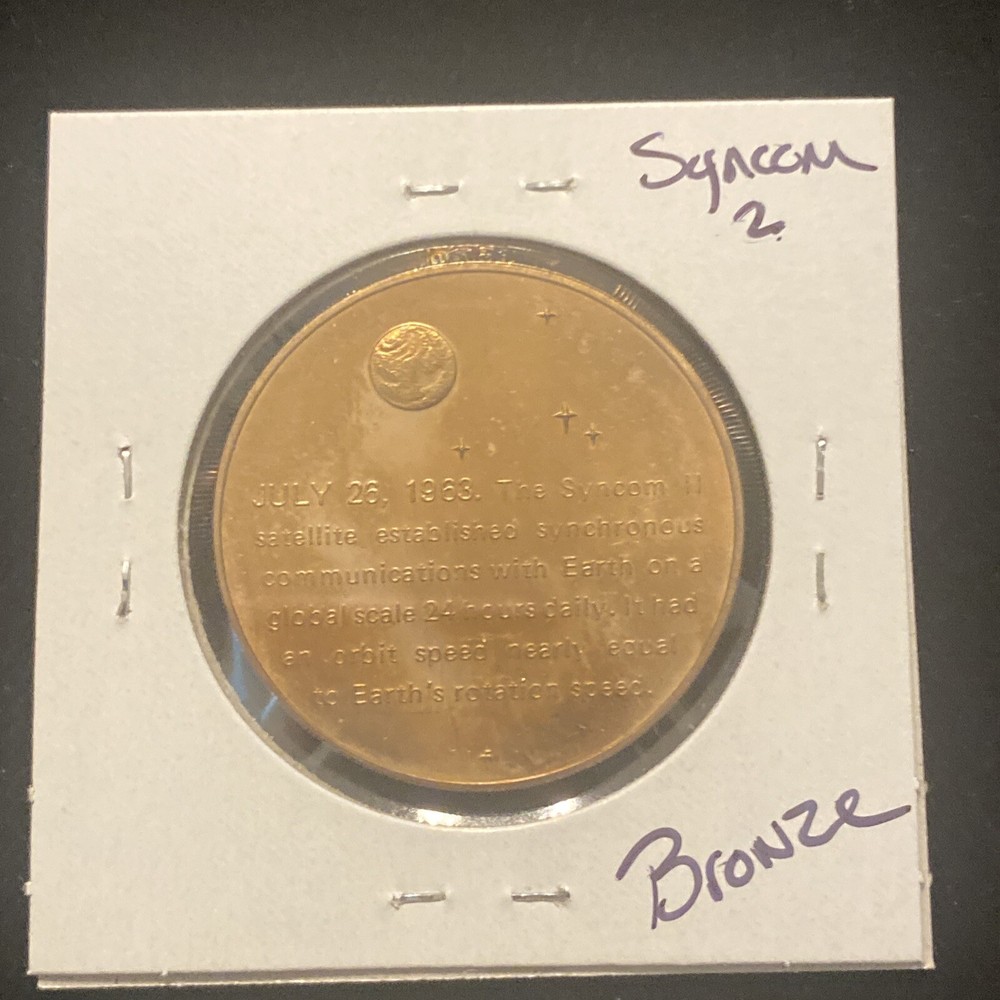 Syncom
2
JULY 26, 1963. The Syncom II
satellite established synchronous
communications with Earth on a
global scale 24 hours daily. It had
an orbit speed nearly equal
to Earth's rotation speed.
Bronze